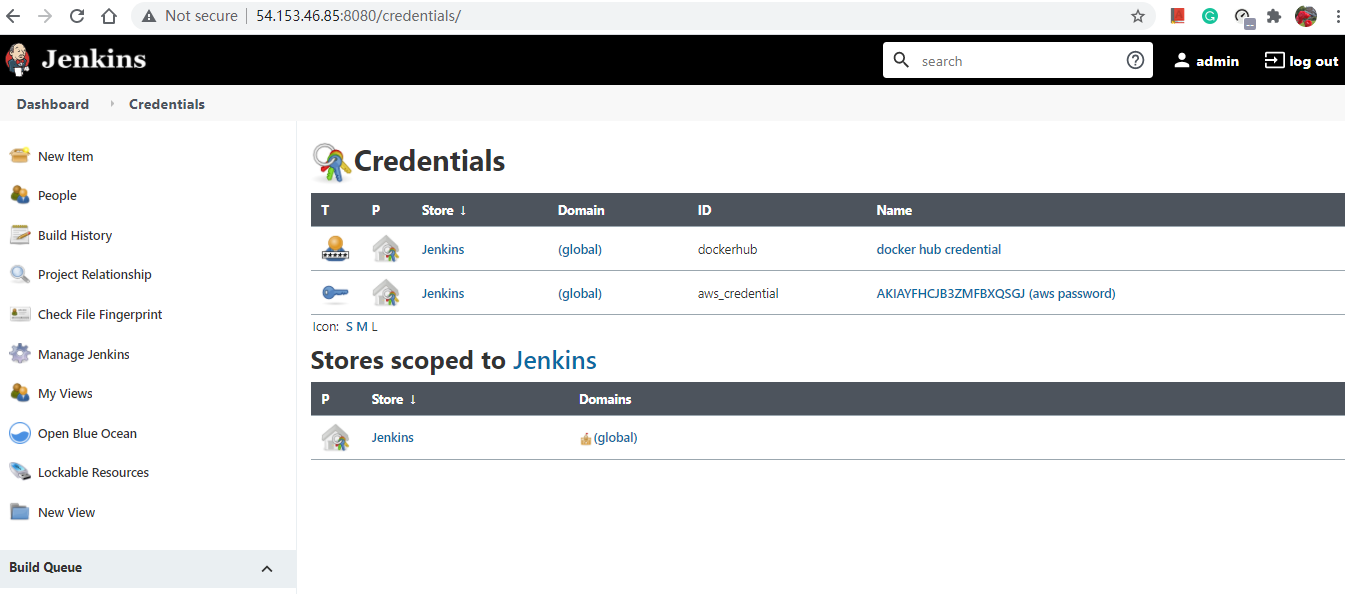 Not secure 54.153.46.85:8080/credentials/
Jenkins search admin log out
Dashboard Credentials
New Item
People
Build History
Project Relationship
Check File Fingerprint
Manage Jenkins
My Views
Open Blue Ocean
Lockable Resources
New View
Build Queue
Credentials
T P Store ↓ Domain ID Name
Jenkins (global) dockerhub docker hub credential
Jenkins (global) aws_credential AKIAYFHCJB3ZMFBXQSGJ (aws password)
Icon: S M L
Stores scoped to Jenkins
P Store ↓ Domains
Jenkins (global)